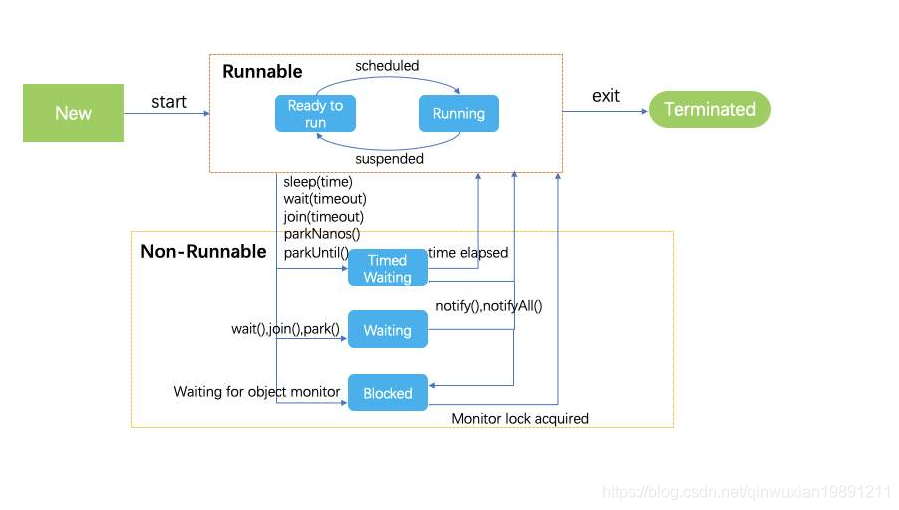 scheduled
Runnable
New
start
Ready to
run
Running
exit
Terminated
suspended
sleep(time)
wait(timeout)
join(timeout)
parkNanos()
parkUntil()
Non-Runnable
Timed
Waiting
time elapsed
notify(),notifyAll()
wait(),join(),park()
Waiting
Waiting for object monitor
Blocked
Monitor lock acquired
https://blog.csdn.net/qinwuxian19891211